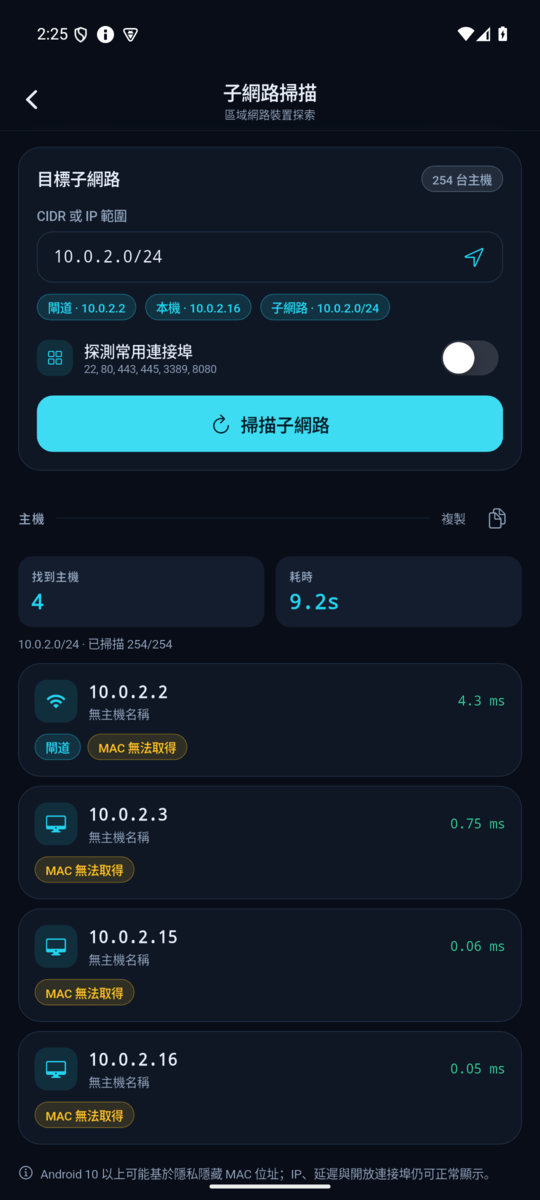 2:25
子網路掃描
區域網路裝置探索
目標子網路
254 台主機
CIDR 或 IP 範圍
10.0.2.0/24
閘道 · 10.0.2.2
本機 · 10.0.2.16
子網路 · 10.0.2.0/24
探測常用連接埠
22, 80, 443, 445, 3389, 8080
掃描子網路
主機
複製
找到主機
耗時
4
9.2s
10.0.2.0/24 · 已掃描 254/254
10.0.2.2
4.3 ms
無主機名稱
閘道
MAC 無法取得
10.0.2.3
0.75 ms
無主機名稱
MAC 無法取得
10.0.2.15
0.06 ms
無主機名稱
MAC 無法取得
10.0.2.16
0.05 ms
無主機名稱
MAC 無法取得
Android 10 以上可能基於隱私隱藏 MAC 位址；IP、延遲與開放連接埠仍可正常顯示。